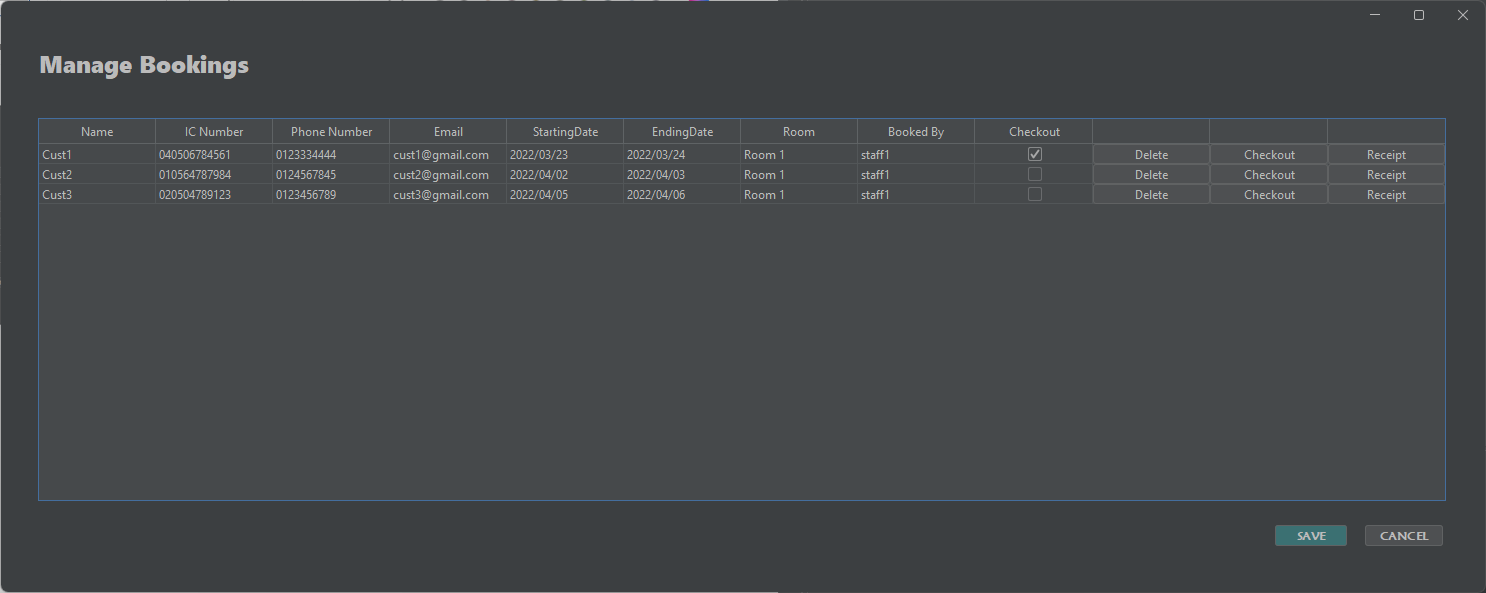 Manage Bookings
Name IC Number Phone Number Email StartingDate EndingDate Room Booked By Checkout
Cust1 040506784561 0123334444 cust1@gmail.com 2022/03/23 2022/03/24 Room 1 staff1 Delete Checkout Receipt
Cust2 010564787984 0124567845 cust2@gmail.com 2022/04/02 2022/04/03 Room 1 staff1 Delete Checkout Receipt
Cust3 020504789123 0123456789 cust3@gmail.com 2022/04/05 2022/04/06 Room 1 staff1 Delete Checkout Receipt
SAVE CANCEL